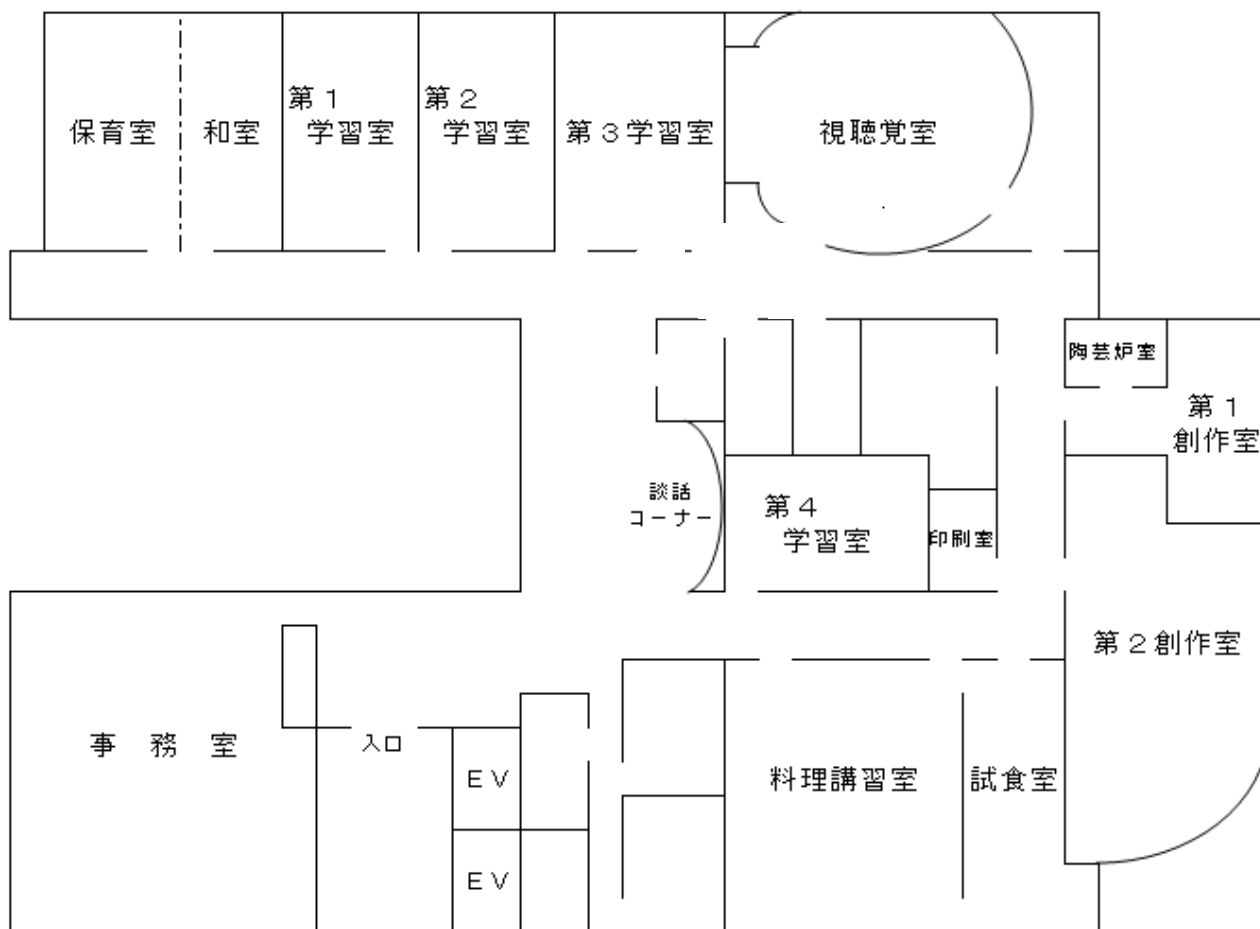 保育室
和室
第１
学習室
第２
学習室
第３学習室
視聴覚室
陶芸炉室
第１
創作室
談話
コーナー
第４
学習室
印刷室
第２創作室
事　務　室
入口
ＥＶ
料理講習室
試食室
ＥＶ